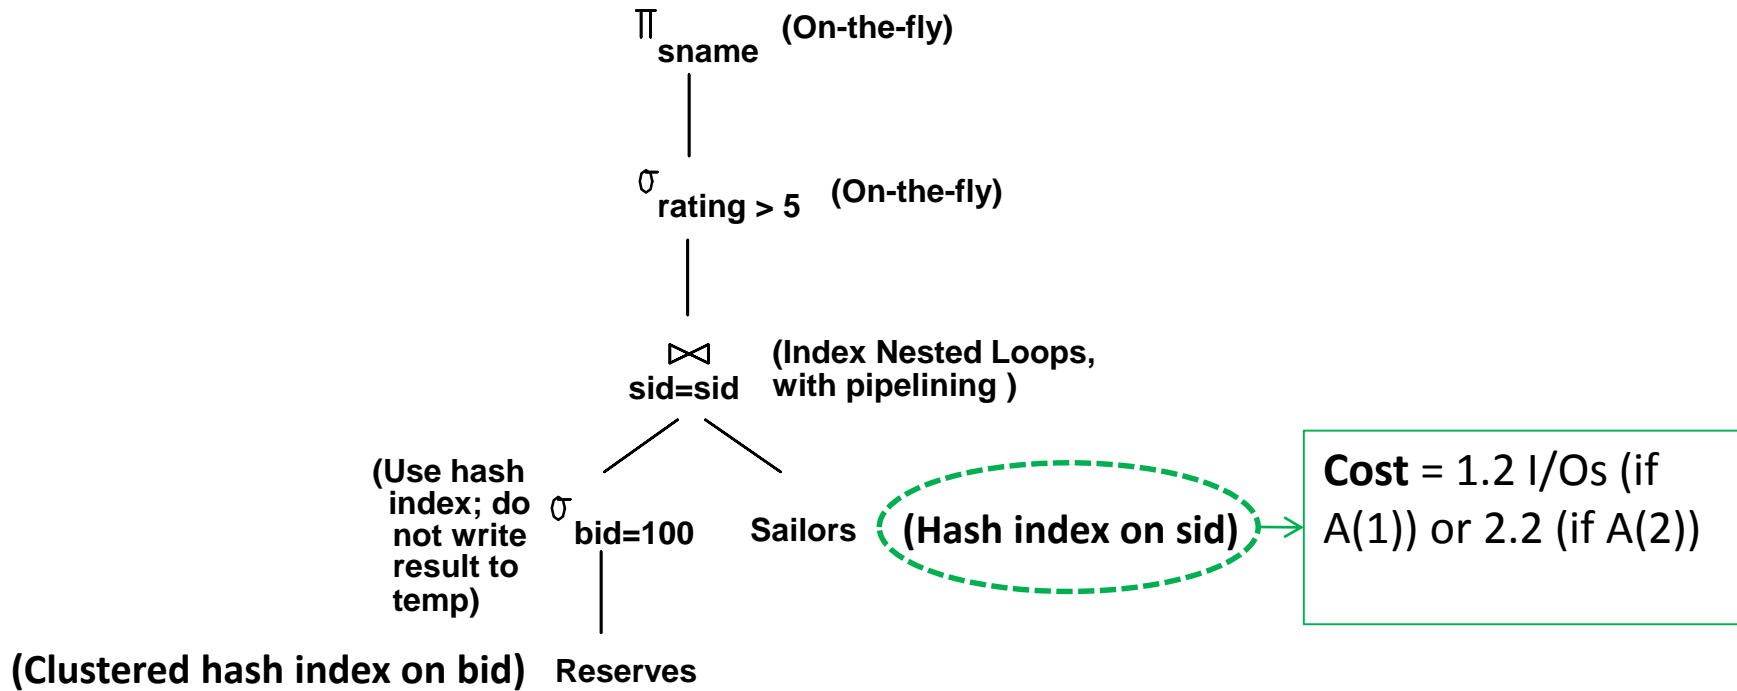 π sname (On-the-fly)
σ rating > 5 (On-the-fly)
⋈ sid=sid
(Index Nested Loops,
with pipelining )
(Use hash
index; do
not write
result to
temp)
σ bid=100
Sailors
(Hash index on sid)
Cost = 1.2 I/Os (if
A(1)) or 2.2 (if A(2))
(Clustered hash index on bid)
Reserves